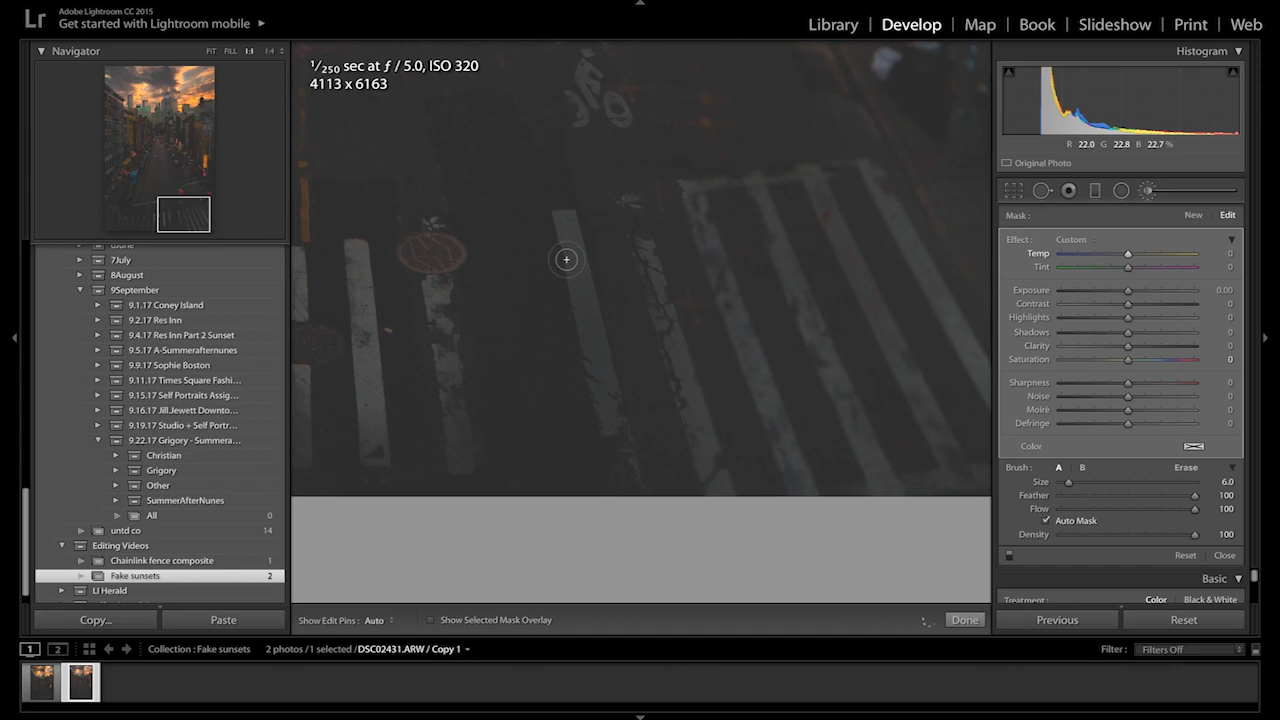 Lr
Adobe Lightroom CC 2015
Get started with Lightroom mobile
Library | Develop | Map | Book | Slideshow | Print | Web
Navigator FIT FILL 1:1 1:4
1/250 sec at ƒ / 5.0, ISO 320
4113 x 6163
7July
8August
9September
9.1.17 Coney Island
9.2.17 Res Inn
9.4.17 Res Inn Part 2 Sunset
9.5.17 A-Summerafternunes
9.9.17 Sophie Boston
9.11.17 Times Square Fashi...
9.15.17 Self Portraits Assig...
9.16.17 Jill.Jewett Downto...
9.19.17 Studio + Self Portr...
9.22.17 Grigory - Summera...
Christian
Grigory
Other
SummerAfterNunes
All 0
untd co 14
Editing Videos
Chainlink fence composite 1
Fake sunsets 2
LI Herald
Copy... Paste
Show Edit Pins : Auto Show Selected Mask Overlay Done
Histogram
R 22.0 G 22.8 B 22.7 %
Original Photo
Mask : New Edit
Effect : Custom
Temp 0
Tint 0
Exposure 0.00
Contrast 0
Highlights 0
Shadows 0
Clarity 0
Saturation 0
Sharpness 0
Noise 0
Moiré 0
Defringe 0
Color
Brush : A B Erase
Size 6.0
Feather 100
Flow 100
Auto Mask
Density 100
Reset Close
Basic
Treatment : Color Black & White
Previous Reset
1 2 Collection : Fake sunsets 2 photos / 1 selected / DSC02431.ARW / Copy 1 Filter : Filters Off